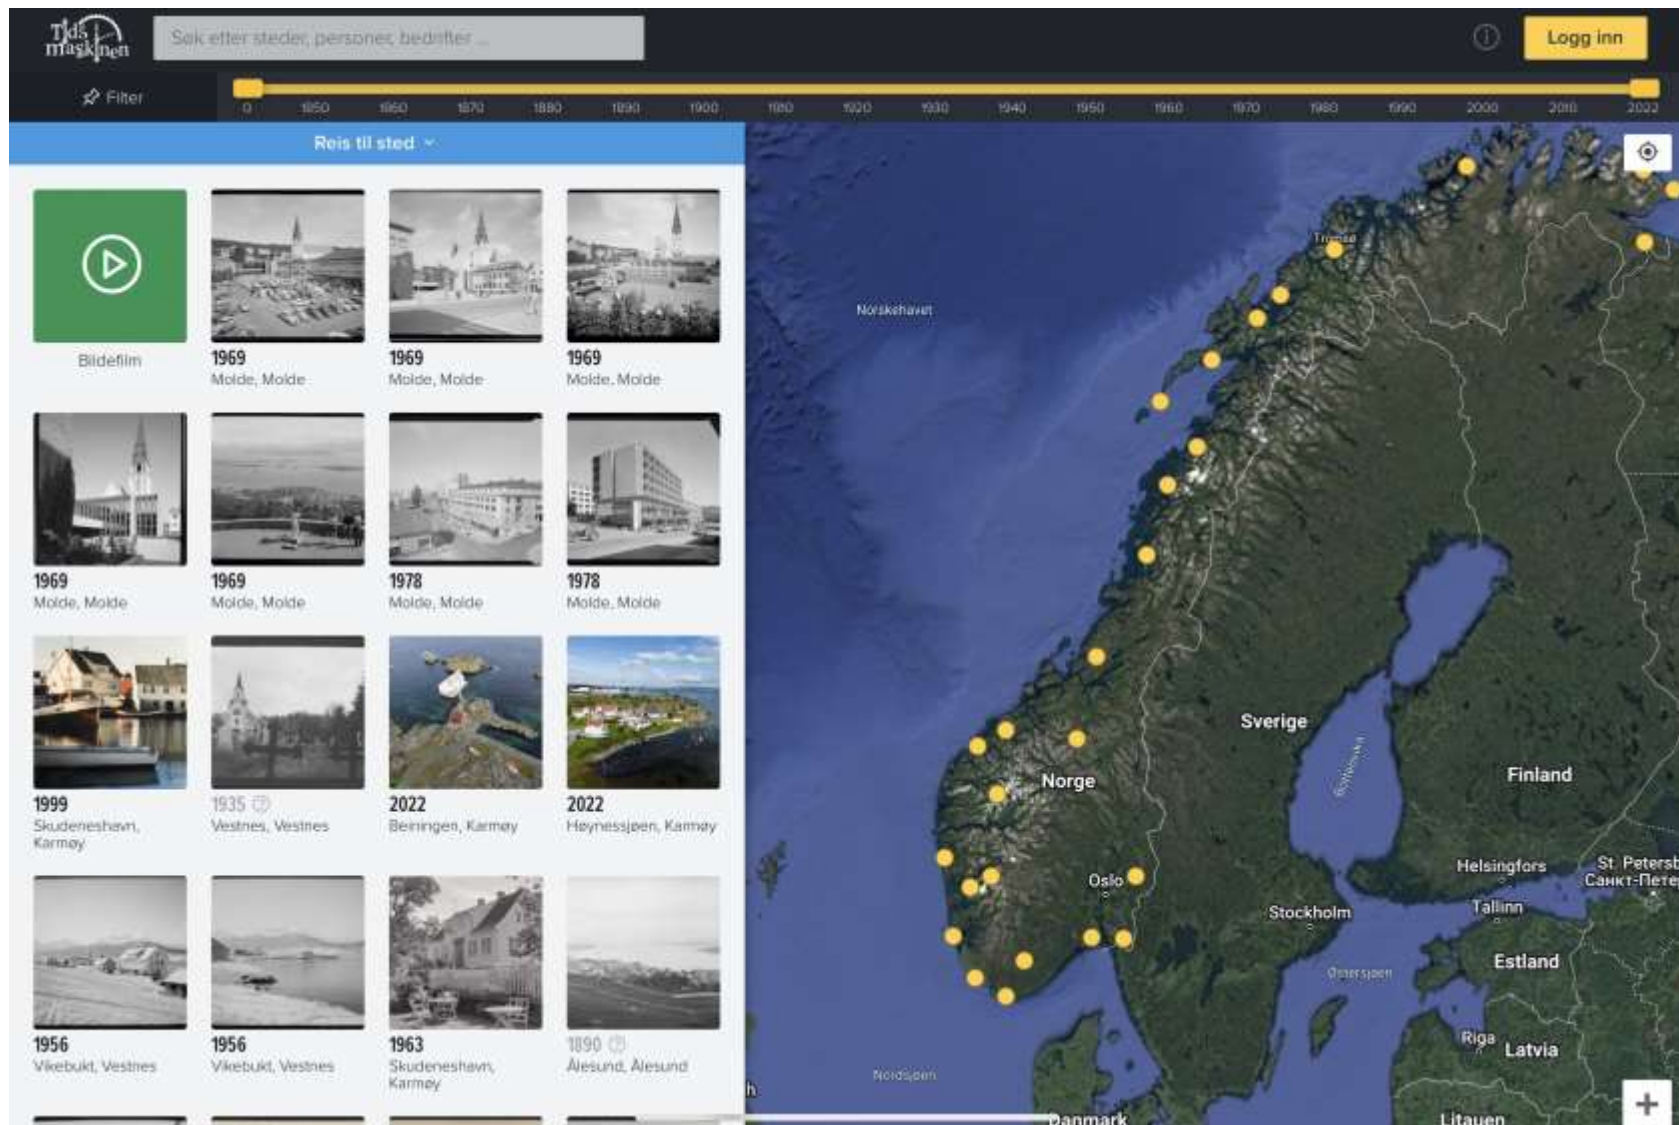 Tids
maskinen
Søk etter steder, personer, bedrifter ...
Logg inn
Filter
0 1850 1860 1870 1880 1890 1900 1910 1920 1930 1940 1950 1960 1970 1980 1990 2000 2010 2022
Reis til sted
Bildefilm
1969
Molde, Molde
1969
Molde, Molde
1969
Molde, Molde
1969
Molde, Molde
1969
Molde, Molde
1978
Molde, Molde
1978
Molde, Molde
1999
Skudeneshavn,
Karmøy
1935
Vestnes, Vestnes
2022
Beiningen, Karmøy
2022
Høynessjøen, Karmøy
1956
Vikebukt, Vestnes
1956
Vikebukt, Vestnes
1963
Skudeneshavn,
Karmøy
1890
Ålesund, Ålesund
Tromsø
Norskehavet
Sverige
Bottenvika
Finland
Norge
Helsingfors
St. Petersb
Санкт-Пете
Oslo
Stockholm
Tallinn
Estland
Østersjøen
Riga
Latvia
Nordsjøen
h
Danmark
Litauen